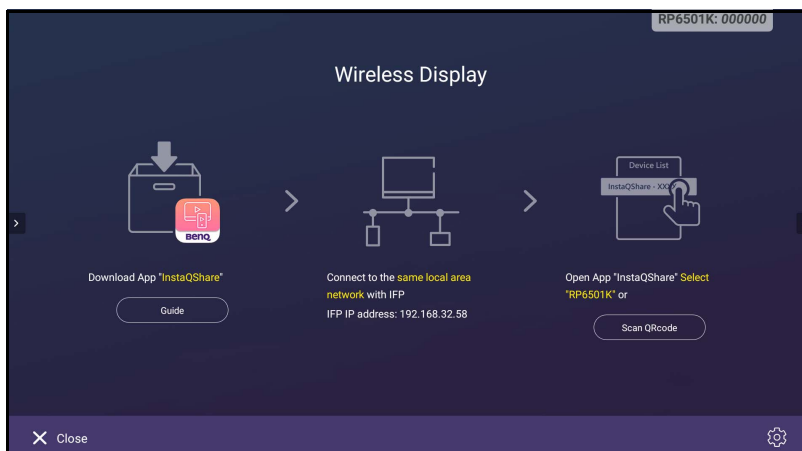 RP6501K: 000000
Wireless Display
Device List
InstaQShare - XXX
BenQ
Download App "InstaQShare"
Guide
Connect to the same local area
network with IFP
IFP IP address: 192.168.32.58
Open App "InstaQShare" Select
"RP6501K" or
Scan QRcode
Close